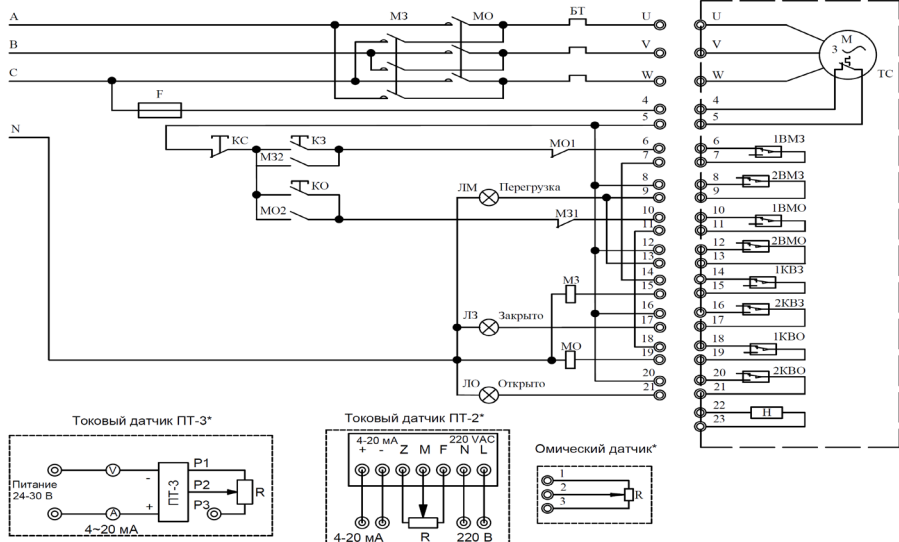 А МЗ МО БТ U U М
В V V 3
С W W ТС
F 4 4
5 5
N КС КЗ 6 6 1ВМЗ
МЗ2 МО1 7 7
КО ЛМ Перегрузка 8 8 2ВМЗ
9 9
МО2 МЗ1 10 10 1ВМО
11 11
12 12 2ВМО
13 13
14 14 1КВЗ
МЗ 15 15
16 16 2КВЗ
ЛЗ Закрыто 17 17
18 18 1КВО
МО 19 19
20 20 2КВО
ЛО Открыто 21 21
22 Н
23
Токовый датчик ПТ-3*
Питание
24-30 В
V
А
-
+
ПТ-3
P1
P2
P3
R
4~20 мА
Токовый датчик ПТ-2*
4-20 мА 220 VAC
+ - Z M F N L
4-20 мА R 220 В
Омический датчик*
1
2
3
R